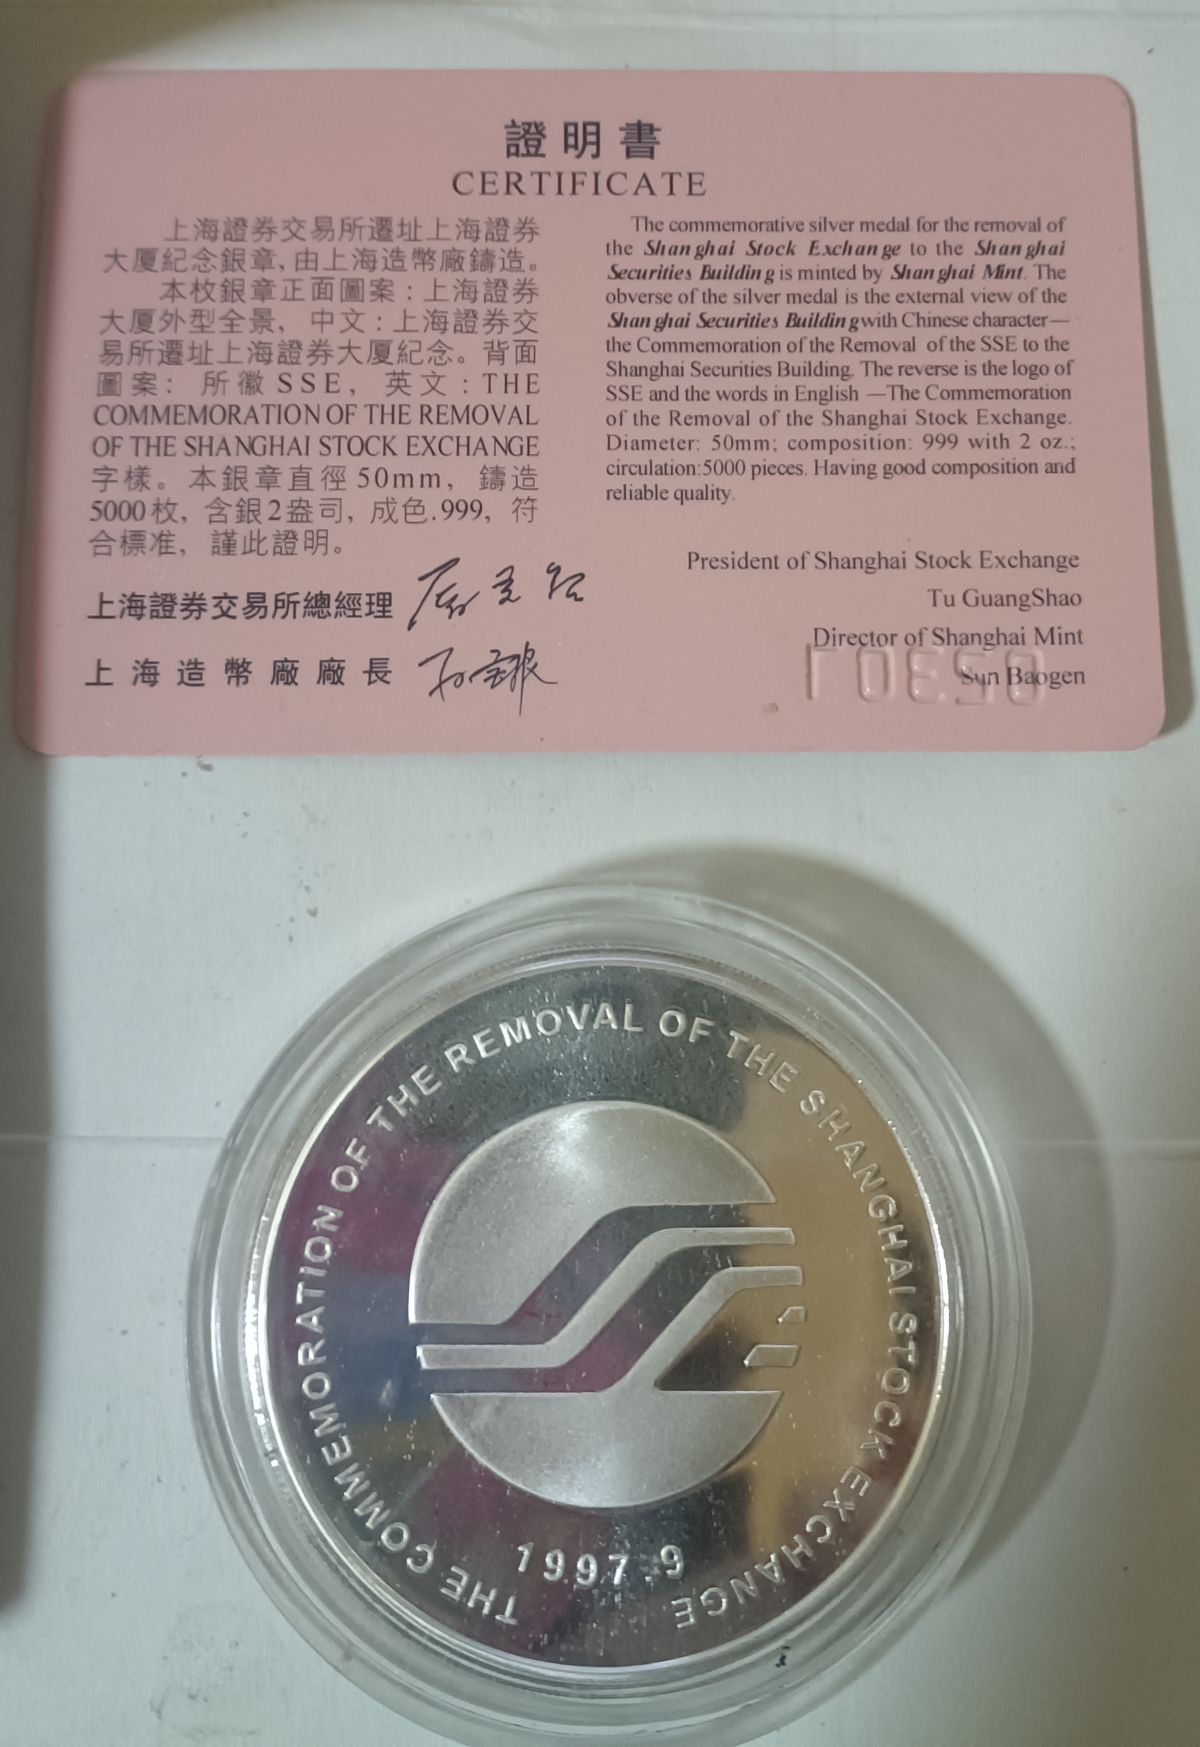 證明書
CERTIFICATE
上海證券交易所遷址上海證券
大厦紀念銀章,由上海造幣廠鑄造。
本枚銀章正面圖案:上海證券
大厦外型全景, 中文:上海證券交
易所遷址上海證券大厦紀念。背面
圖案: 所徽SSE, 英文:THE
COMMEMORATION OF THE REMOVAL
OF THE SHANGHAI STOCK EXCHANGE
字樣。本銀章直徑50mm, 鑄造
5000枚, 含銀2盎司, 成色.999, 符
合標准, 謹此證明。
上海證券交易所總經理
上海造幣廠廠長
The commemorative silver medal for the removal of
the Shanghai Stock Exchange to the Shanghai
Securities Building is minted by Shanghai Mint. The
obverse of the silver medal is the external view of the
Shanghai Securities Building with Chinese character—
the Commemoration of the Removal of the SSE to the
Shanghai Securities Building. The reverse is the logo of
SSE and the words in English —The Commemoration
of the Removal of the Shanghai Stock Exchange.
Diameter: 50mm; composition: 999 with 2 oz.;
circulation:5000 pieces. Having good composition and
reliable quality.
President of Shanghai Stock Exchange
Tu GuangShao
Director of Shanghai Mint
Sun Baogen
THE COMMEMORATION OF THE REMOVAL OF THE SHANGHAI STOCK EXCHANGE
1997.9